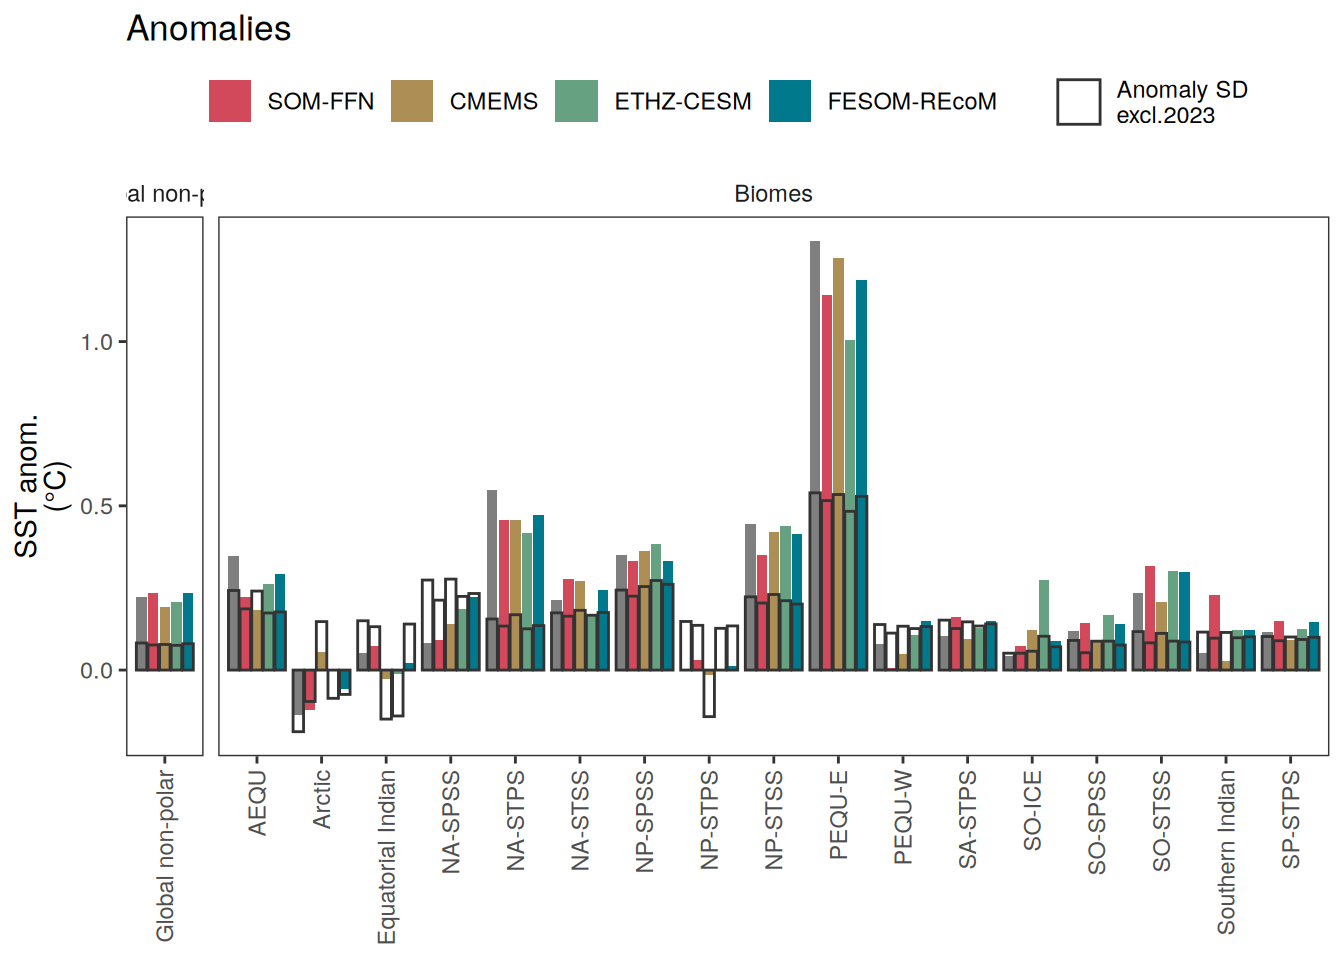 Anomalies
SOM-FFN CMEMS ETHZ-CESM FESOM-REcoM Anomaly SD
excl.2023
al non-
Biomes
SST anom.
(°C)
1.0
0.5
0.0
Global non-polar
AEQU
Arctic
Equatorial Indian
NA-SPSS
NA-STPS
NA-STSS
NP-SPSS
NP-STPS
NP-STSS
PEQU-E
PEQU-W
SA-STPS
SO-ICE
SO-SPSS
SO-STSS
Southern Indian
SP-STPS